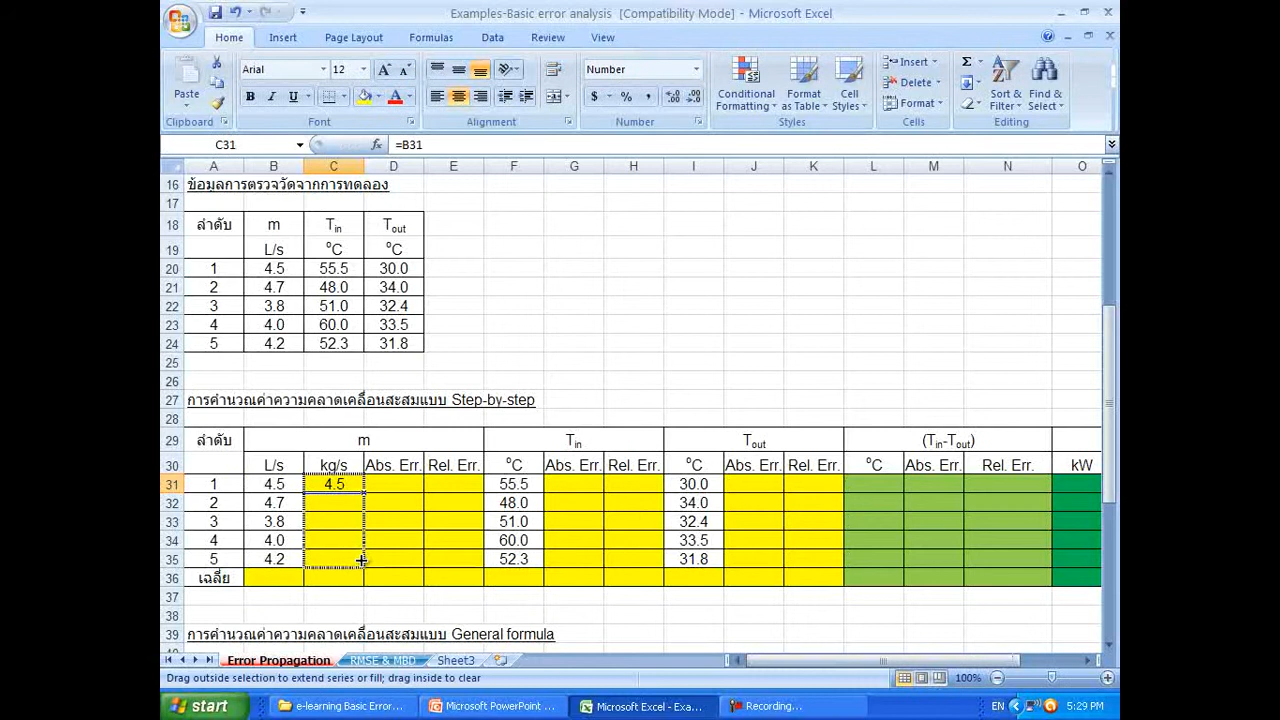 Examples-Basic error analysis [Compatibility Mode] - Microsoft Excel
Home Insert Page Layout Formulas Data Review View
Paste Arial 12 A A Number Conditional Formatting Format as Table Cell Styles Insert Delete Format Sort & Filter Find & Select
B I U A $ % ,
Clipboard Font Alignment Number Styles Cells Editing
C31 fx =B31
A B C D E F G H I J K L M N O
16 ข้อมูลการตรวจวัดจากการทดลอง
17
18 ลำดับ m Tin Tout
19 L/s ºC ºC
20 1 4.5 55.5 30.0
21 2 4.7 48.0 34.0
22 3 3.8 51.0 32.4
23 4 4.0 60.0 33.5
24 5 4.2 52.3 31.8
25
26
27 การคำนวณค่าความคลาดเคลื่อนสะสมแบบ Step-by-step
28
29 ลำดับ m Tin Tout (Tin-Tout)
30 L/s kg/s Abs. Err. Rel. Err. ºC Abs. Err. Rel. Err. ºC Abs. Err. Rel. Err. ºC Abs. Err. Rel. Err. kW
31 1 4.5 4.5 55.5 30.0
32 2 4.7 48.0 34.0
33 3 3.8 51.0 32.4
34 4 4.0 60.0 33.5
35 5 4.2 52.3 31.8
36 เฉลี่ย
37
38
39 การคำนวณค่าความคลาดเคลื่อนสะสมแบบ General formula
Error Propagation RMSE & MBD Sheet3
Drag outside selection to extend series or fill; drag inside to clear 100%
start e-learning Basic Error... Microsoft PowerPoint ... Microsoft Excel - Exa... Recording... EN 5:29 PM